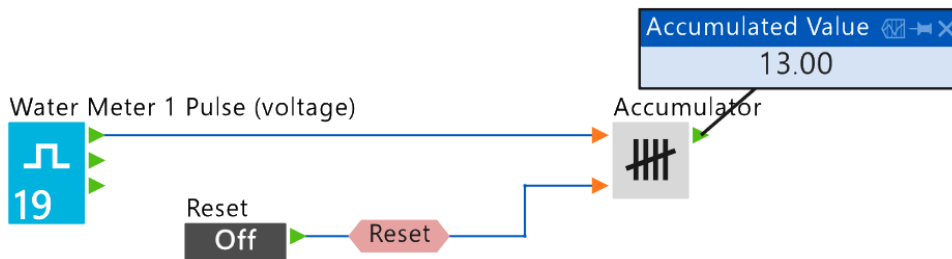 Accumulated Value
13.00
Water Meter 1 Pulse (voltage)
Accumulator
19
Reset
Off
Reset